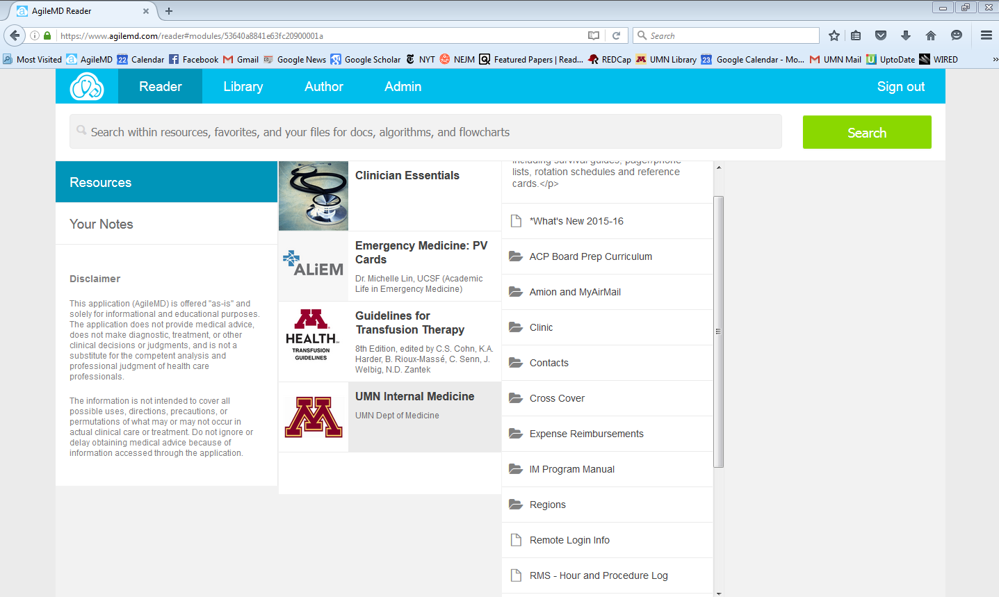 AgileMD Reader
https://www.agilemd.com/reader#modules/53640a8841e63fc20900001a
Search
Most Visited
AgileMD
22 Calendar
Facebook
Gmail
Google News
Google Scholar
NYT
NEJM
Featured Papers | Read...
REDCap
UMN Library
23 Google Calendar - Mo...
UMN Mail
UptoDate
WIRED
Reader
Library
Author
Admin
Sign out
Search within resources, favorites, and your files for docs, algorithms, and flowcharts
Search
Resources
Your Notes
Disclaimer
This application (AgileMD) is offered "as-is" and
solely for informational and educational purposes.
The application does not provide medical advice,
does not make diagnostic, treatment, or other
clinical decisions or judgments, and is not a
substitute for the competent analysis and
professional judgment of health care
professionals.
The information is not intended to cover all
possible uses, directions, precautions, or
permutations of what may or may not occur in
actual clinical care or treatment. Do not ignore or
delay obtaining medical advice because of
information accessed through the application.
Clinician Essentials
ALiEM
Emergency Medicine: PV
Cards
Dr. Michelle Lin, UCSF (Academic
Life in Emergency Medicine)
M
HEALTH
TRANSFUSION
GUIDELINES
Guidelines for
Transfusion Therapy
8th Edition, edited by C.S. Cohn, K.A.
Harder, B. Rioux-Massé, C. Senn, J.
Welbig, N.D. Zantek
M
UMN Internal Medicine
UMN Dept of Medicine
including survival guides, pager/phone
lists, rotation schedules and reference
cards.</p>
*What's New 2015-16
ACP Board Prep Curriculum
Amion and MyAirMail
Clinic
Contacts
Cross Cover
Expense Reimbursements
IM Program Manual
Regions
Remote Login Info
RMS - Hour and Procedure Log